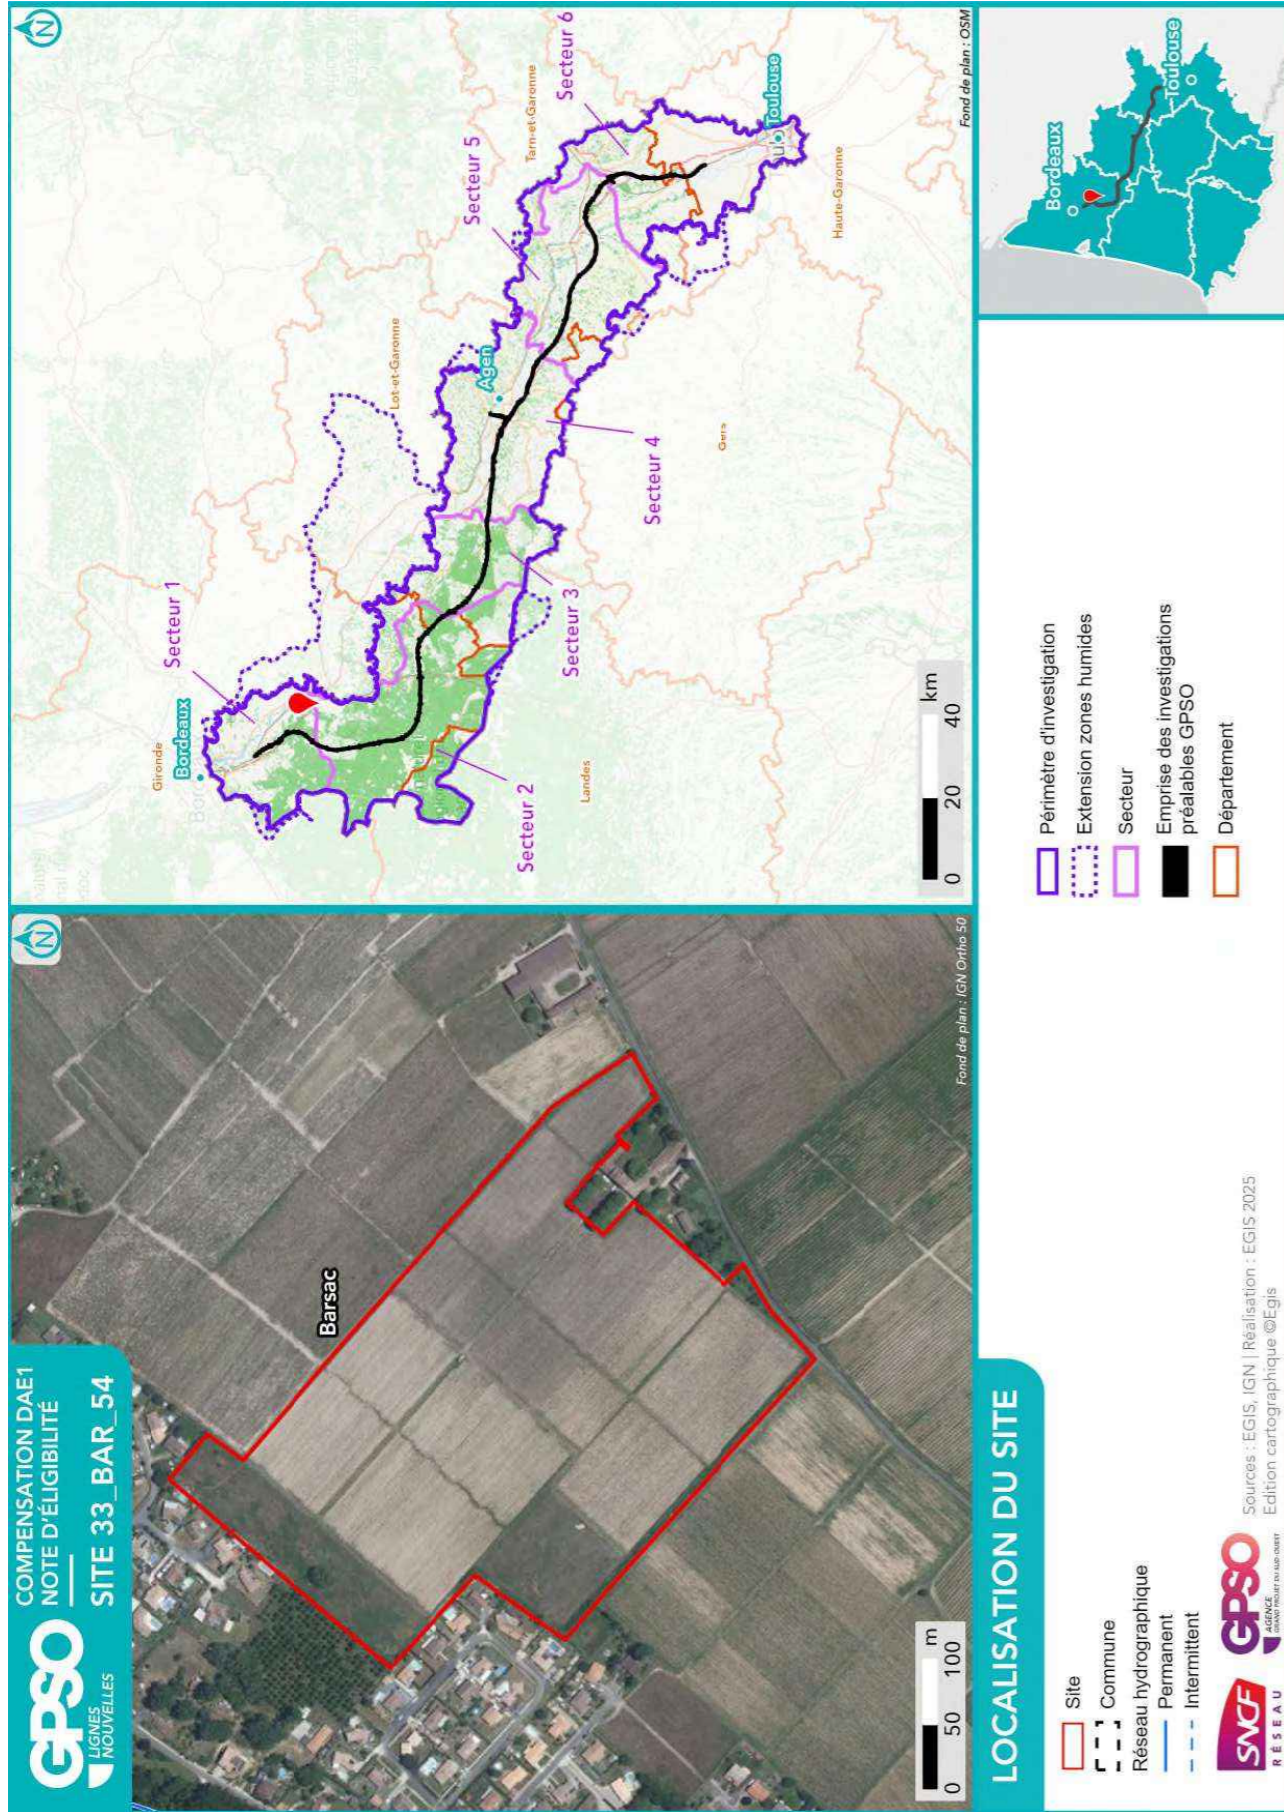 GPSO
LIGNES
NOUVELLES
COMPENSATION DAE1
NOTE D'ÉLIGIBILITÉ
SITE 33_BAR_54
N
Barsac
0 50 100 m
Fond de plan : IGN Ortho 50
N
Gironde
Bordeaux
Secteur 1
Lot-et-Garonne
Agen
Secteur 5
Tarn-et-Garonne
Secteur 6
Toulouse
Haute-Garonne
Secteur 2
Landes
Secteur 3
Secteur 4
Gers
0 20 40 km
Fond de plan : OSM
LOCALISATION DU SITE
Site
Commune
Réseau hydrographique
Permanent
Intermittent
Périmètre d'investigation
Extension zones humides
Secteur
Emprise des investigations
préalables GPSO
Département
Bordeaux
Toulouse
SNCF
RÉSEAU
GPSO
AGENCE
GRAND PROJET DU SUD-OUEST
Sources : EGIS, IGN | Réalisation : EGIS 2025
Edition cartographique ©Egis